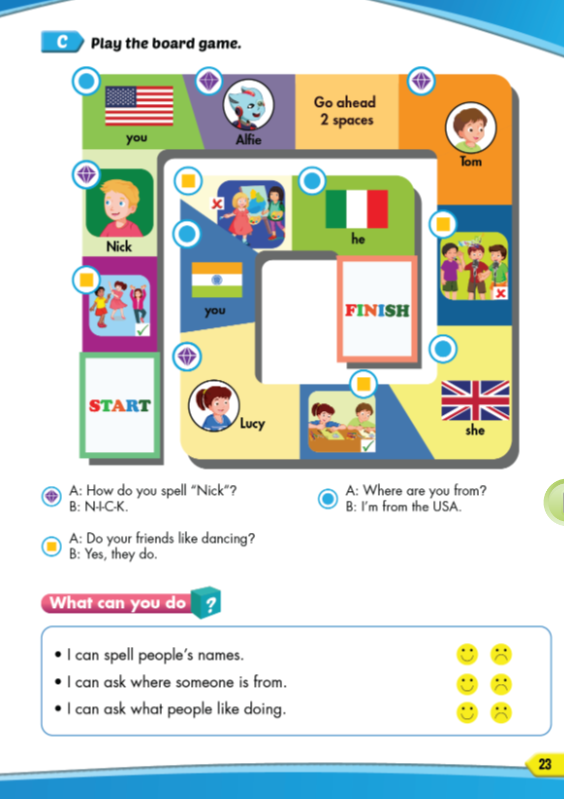 C Play the board game.
you
Alfie
Go ahead
2 spaces
Tom
Nick
he
you
FINISH
START
Lucy
she
A: How do you spell “Nick”?
B: N-I-C-K.
A: Where are you from?
B: I’m from the USA.
A: Do your friends like dancing?
B: Yes, they do.
What can you do ?
• I can spell people’s names.
• I can ask where someone is from.
• I can ask what people like doing.
23